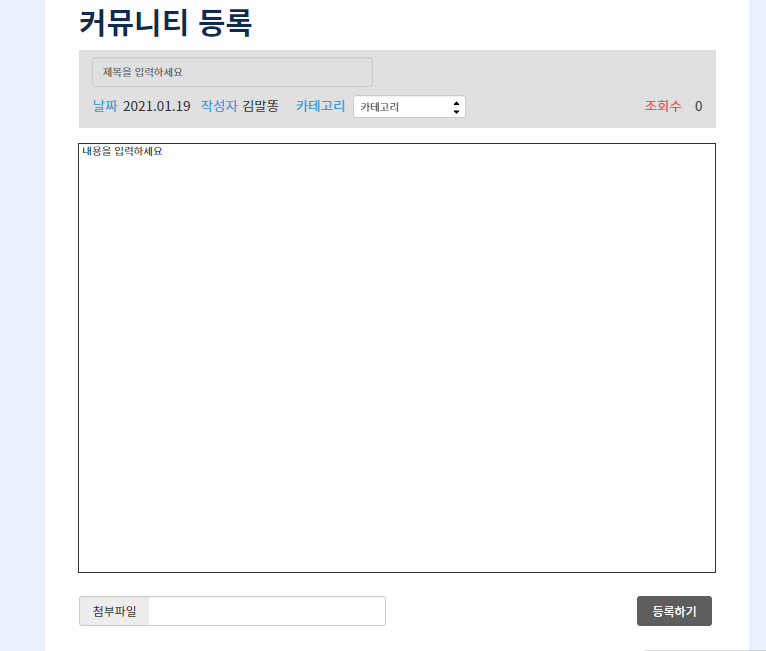 커뮤니티 등록
제목을 입력하세요
날짜 2021.01.19 작성자 김말똥 카테고리 카테고리 조회수 0
내용을 입력하세요
첨부파일 등록하기